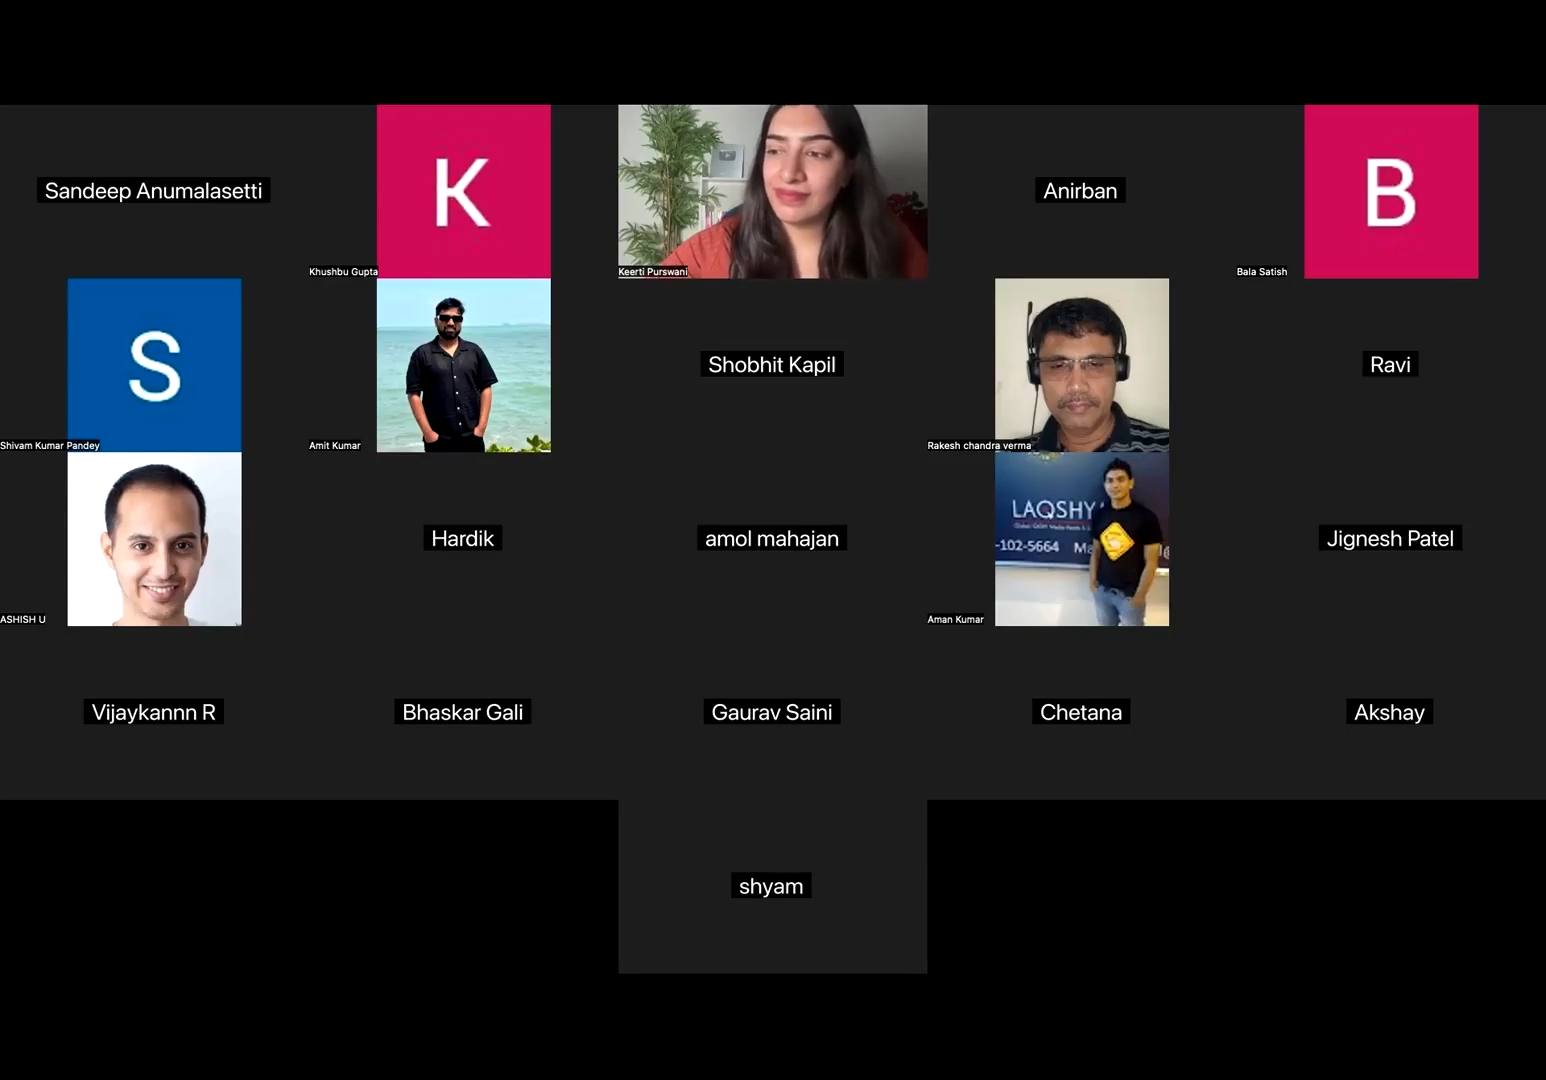 Sandeep Anumalasetti
K
Khushbu Gupta
Keerti Purswani
Anirban
B
Bala Satish
S
Shivam Kumar Pandey
Amit Kumar
Shobhit Kapil
Rakesh chandra verma
Ravi
ASHISH U
Hardik
amol mahajan
LAQSHY
-102-5664 Ma
Aman Kumar
Jignesh Patel
Vijaykannn R
Bhaskar Gali
Gaurav Saini
Chetana
Akshay
shyam